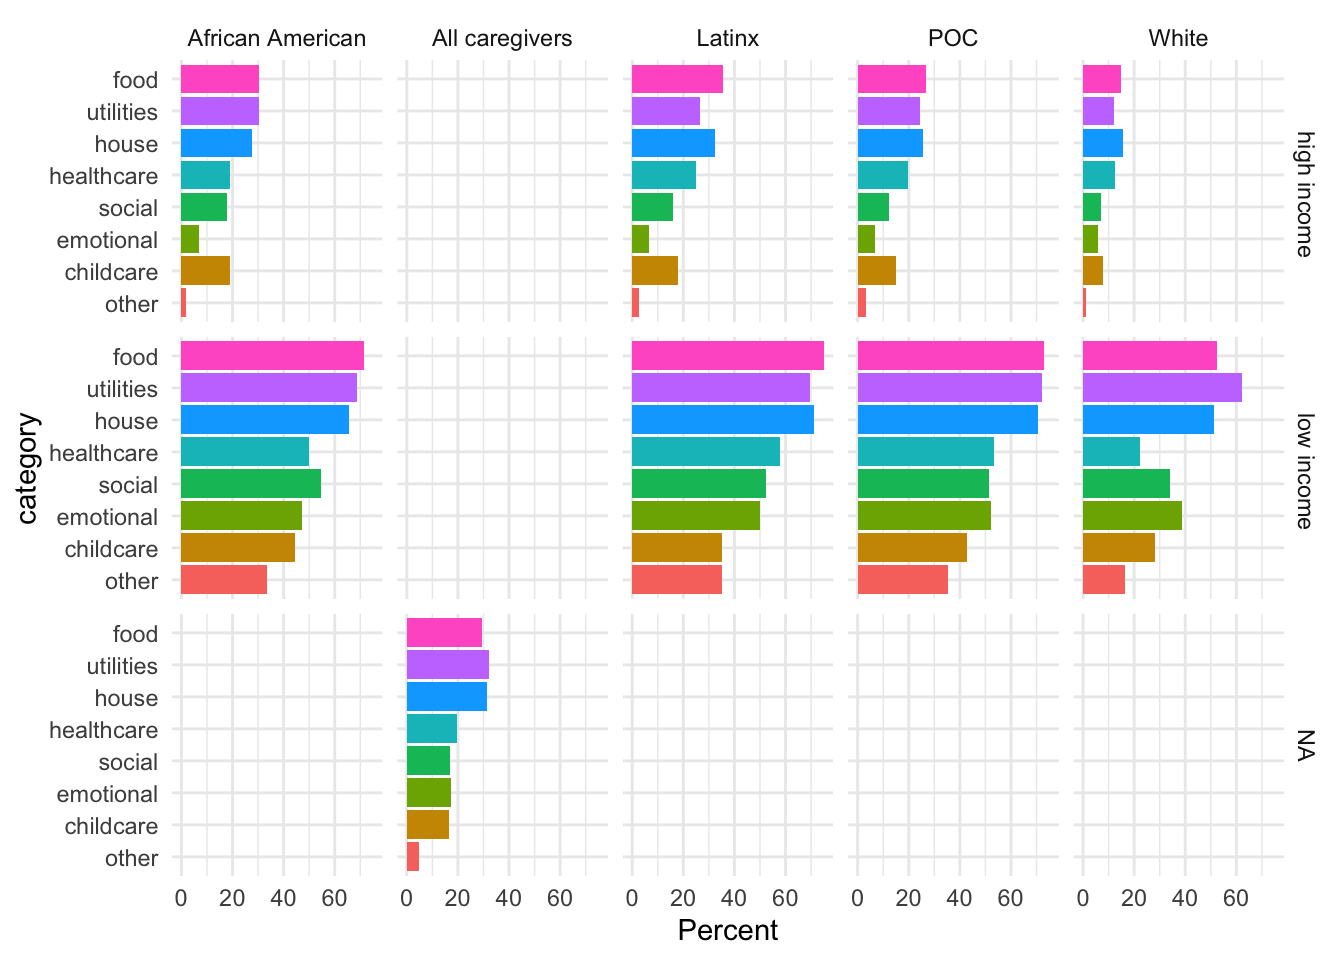 African American All caregivers Latinx POC White
food
utilities
house
healthcare
social
emotional
childcare
other
high income
food
utilities
house
healthcare
social
emotional
childcare
other
low income
category
food
utilities
house
healthcare
social
emotional
childcare
other
NA
0 20 40 60 0 20 40 60 0 20 40 60 0 20 40 60 0 20 40 60
Percent